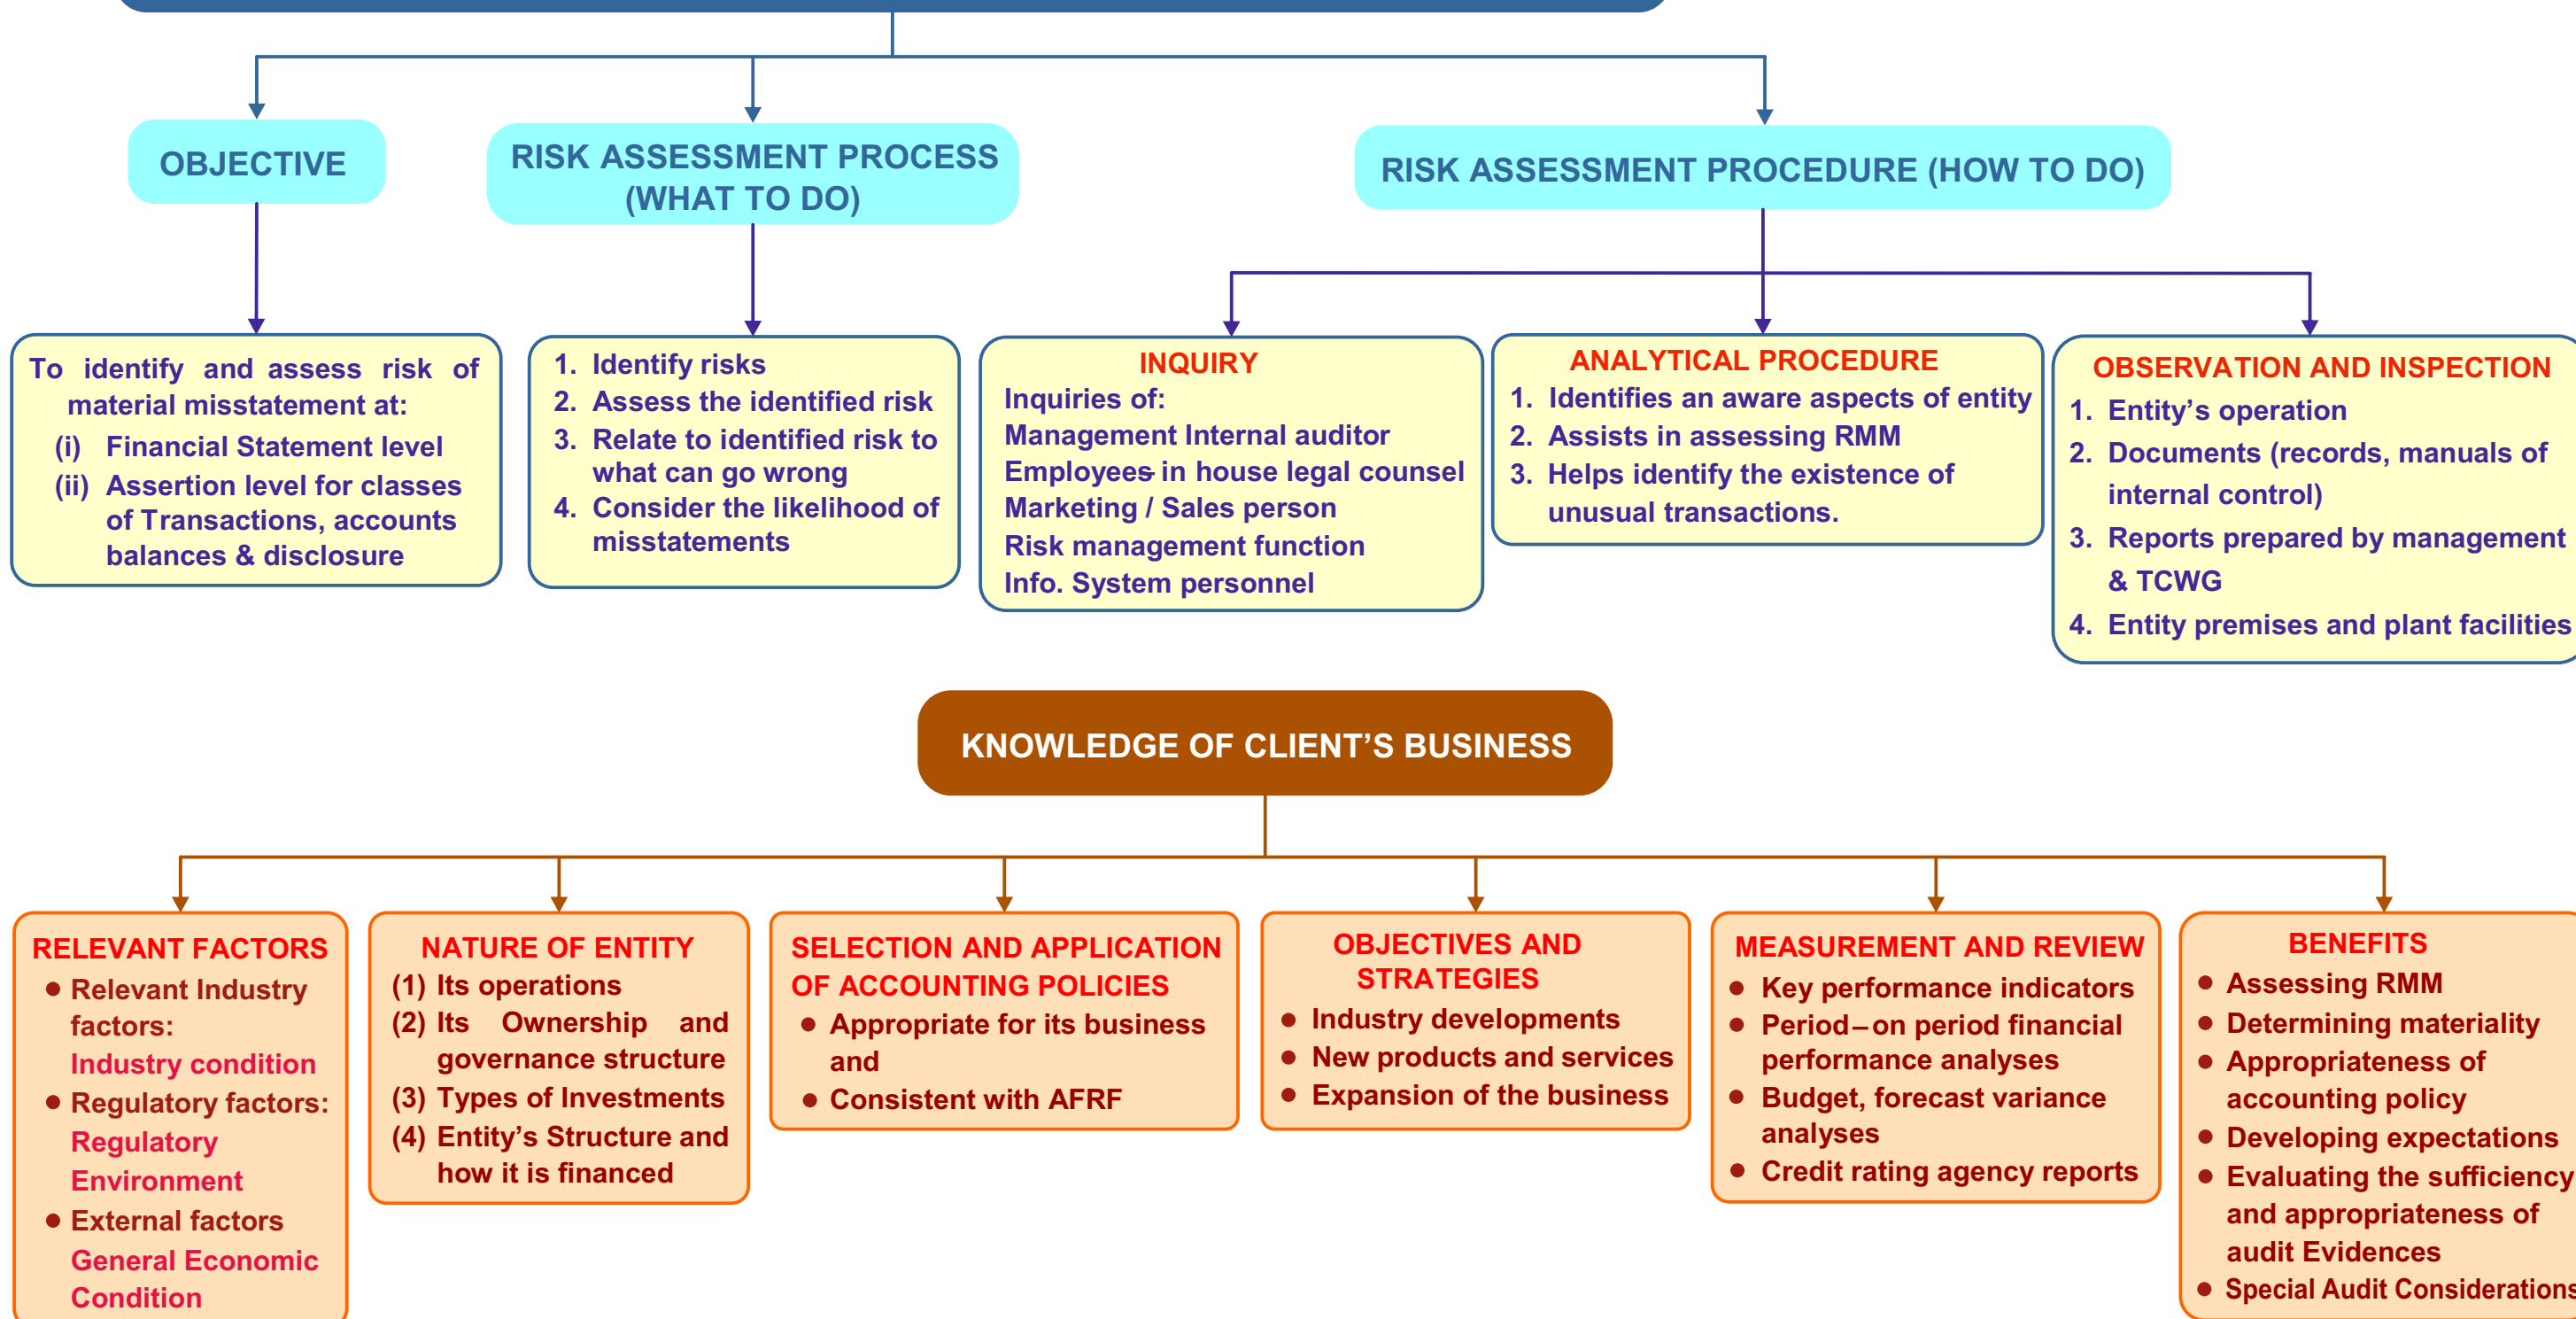 OBJECTIVE
RISK ASSESSMENT PROCESS
(WHAT TO DO)
RISK ASSESSMENT PROCEDURE (HOW TO DO)
To identify and assess risk of
material misstatement at:
(i) Financial Statement level
(ii) Assertion level for classes
of Transactions, accounts
balances & disclosure
1. Identify risks
2. Assess the identified risk
3. Relate to identified risk to
what can go wrong
4. Consider the likelihood of
misstatements
INQUIRY
Inquiries of:
Management Internal auditor
Employees- in house legal counsel
Marketing / Sales person
Risk management function
Info. System personnel
ANALYTICAL PROCEDURE
1. Identifies an aware aspects of entity
2. Assists in assessing RMM
3. Helps identify the existence of
unusual transactions.
OBSERVATION AND INSPECTION
1. Entity's operation
2. Documents (records, manuals of
internal control)
3. Reports prepared by management
& TCWG
4. Entity premises and plant facilities
KNOWLEDGE OF CLIENT'S BUSINESS
RELEVANT FACTORS
• Relevant Industry
factors:
Industry condition
• Regulatory factors:
Regulatory
Environment
• External factors
General Economic
Condition
NATURE OF ENTITY
(1) Its operations
(2) Its Ownership and
governance structure
(3) Types of Investments
(4) Entity's Structure and
how it is financed
SELECTION AND APPLICATION
OF ACCOUNTING POLICIES
• Appropriate for its business
and
• Consistent with AFRF
OBJECTIVES AND
STRATEGIES
• Industry developments
• New products and services
• Expansion of the business
MEASUREMENT AND REVIEW
• Key performance indicators
• Period–on period financial
performance analyses
• Budget, forecast variance
analyses
• Credit rating agency reports
BENEFITS
• Assessing RMM
• Determining materiality
• Appropriateness of
accounting policy
• Developing expectations
• Evaluating the sufficiency
and appropriateness of
audit Evidences
• Special Audit Considerations